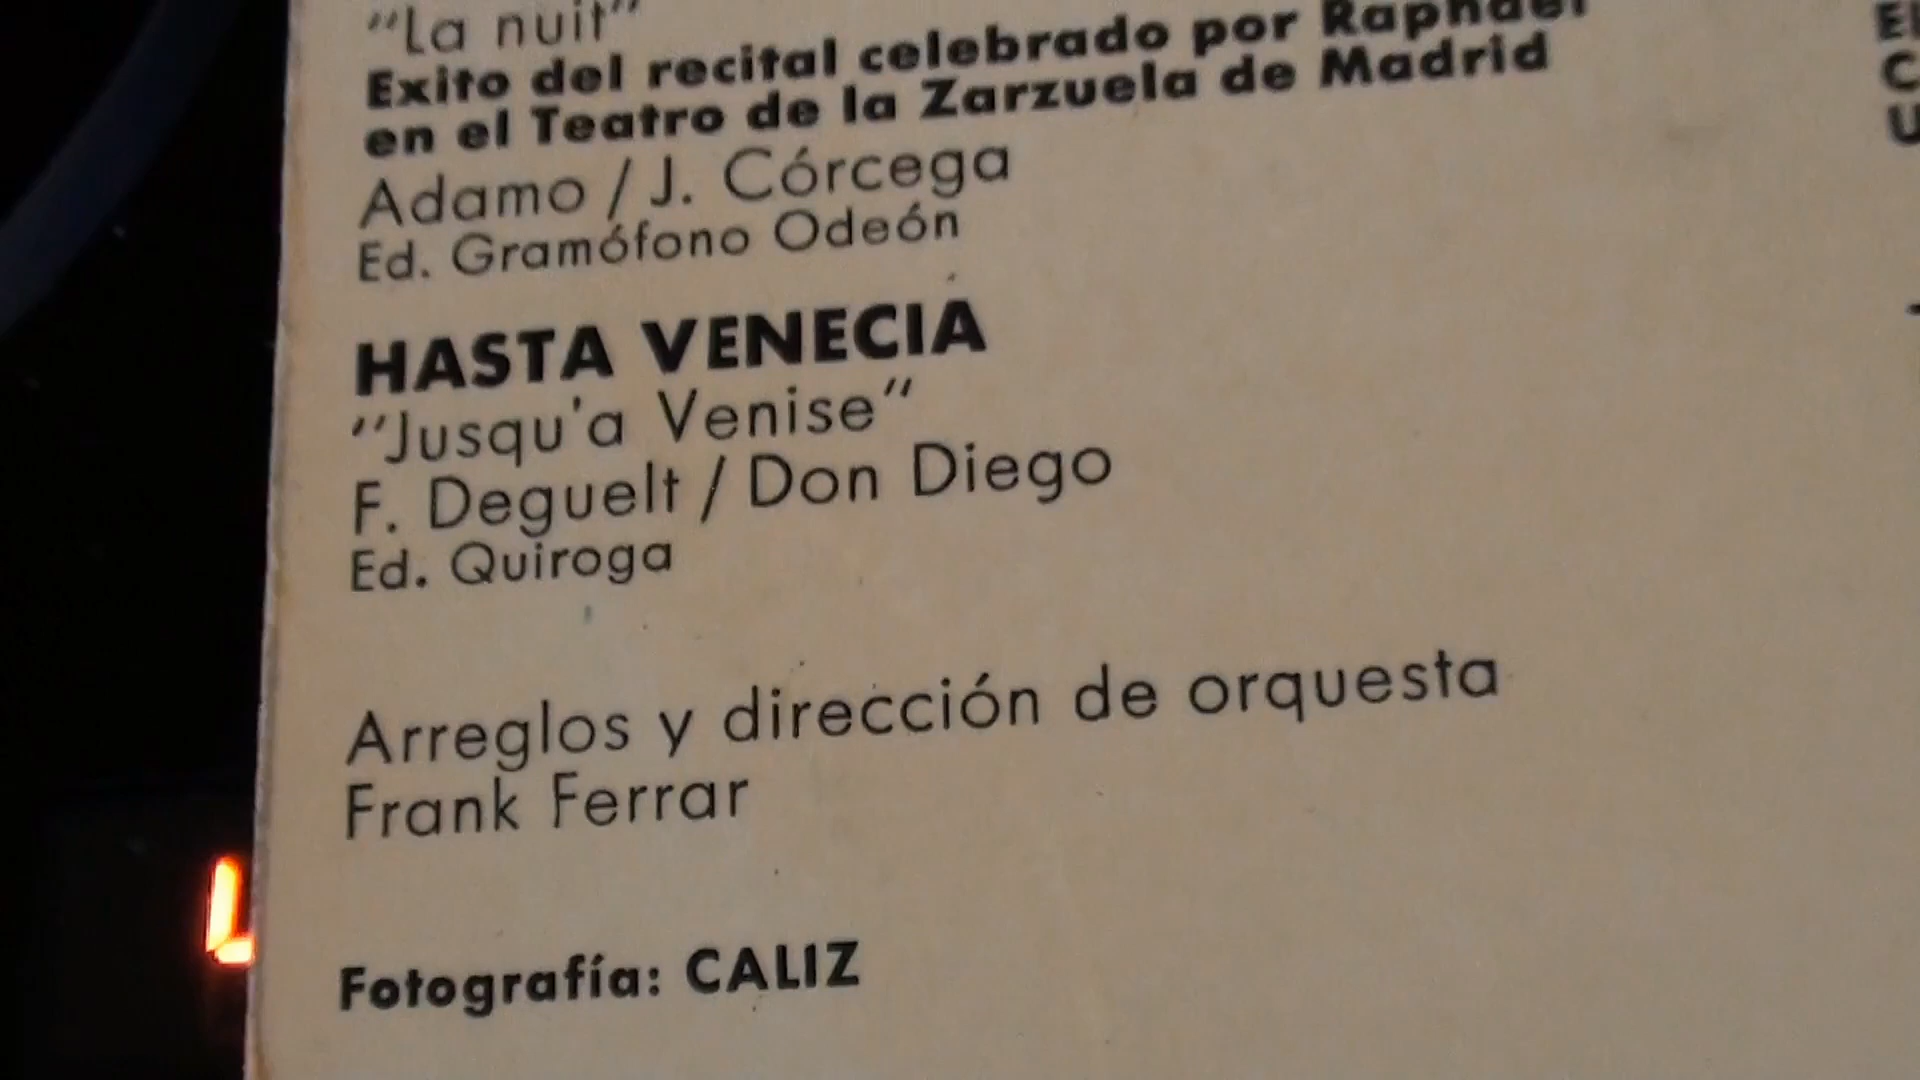 "La nuit"
Exito del recital celebrado por Raphael
en el Teatro de la Zarzuela de Madrid
Adamo / J. Córcega
Ed. Gramófono Odeón
HASTA VENECIA
"Jusqu'a Venise"
F. Deguelt / Don Diego
Ed. Quiroga
Arreglos y dirección de orquesta
Frank Ferrar
Fotografía: CALIZ